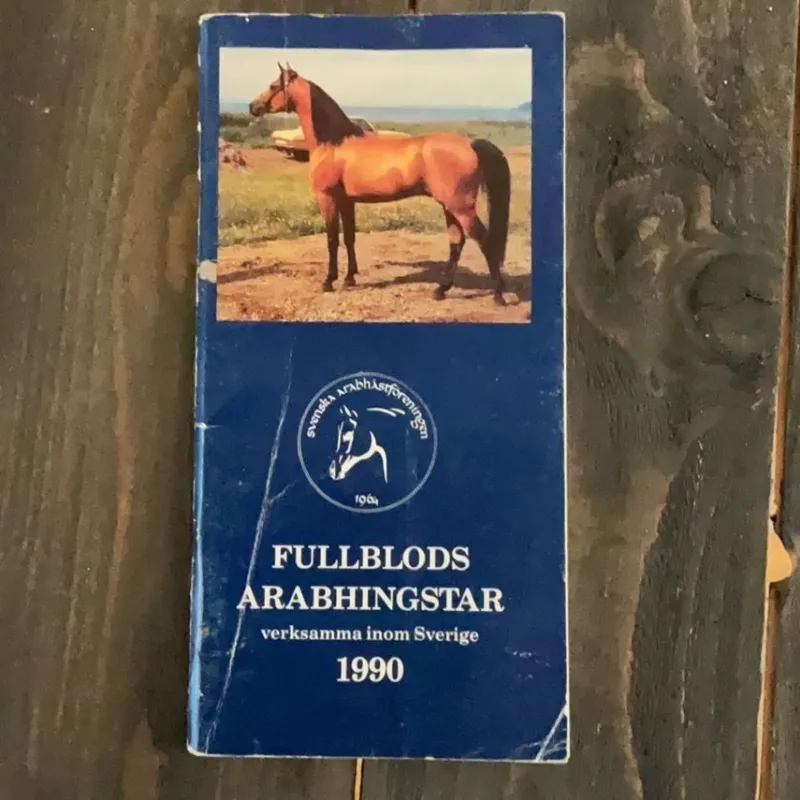 svenska arabhästföreningen
1964
FULLBLODS
ARABHINGSTAR
verksamma inom Sverige
1990